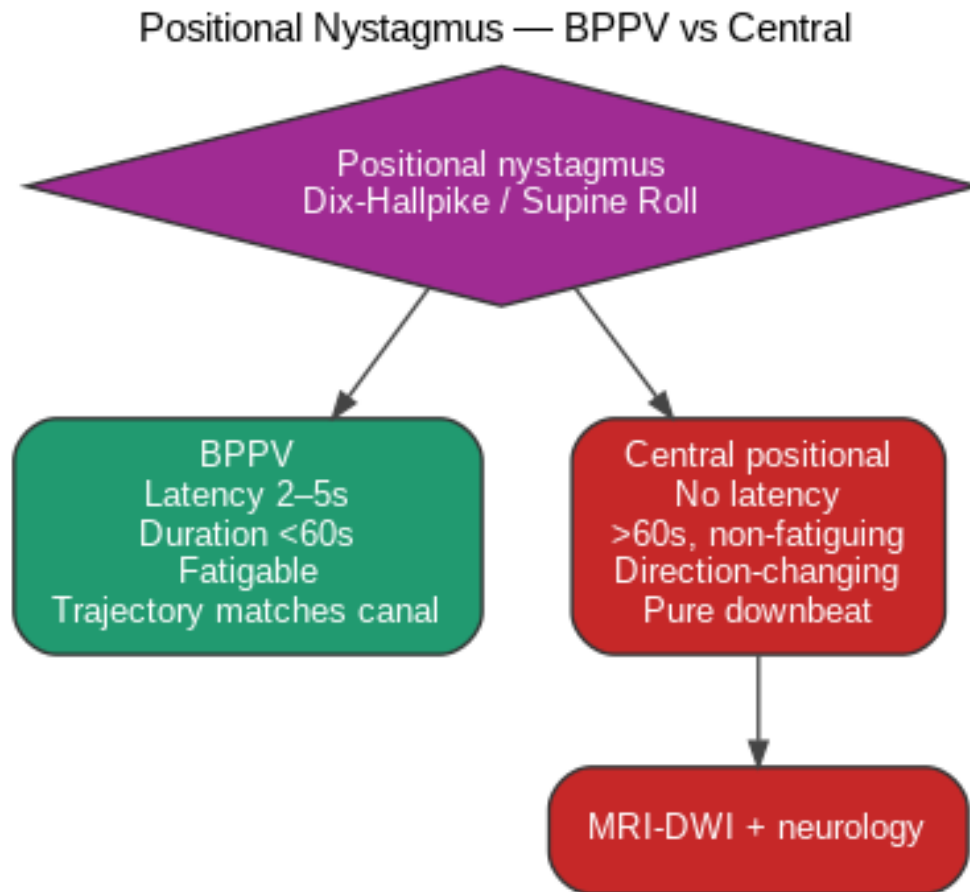 Positional Nystagmus — BPPV vs Central
Positional nystagmus
Dix-Hallpike / Supine Roll
BPPV
Latency 2–5s
Duration <60s
Fatigable
Trajectory matches canal
Central positional
No latency
>60s, non-fatiguing
Direction-changing
Pure downbeat
MRI-DWI + neurology